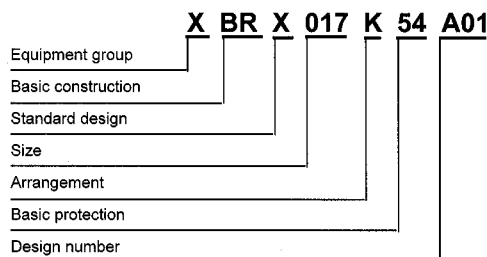 X BR X 017 K 54 A01
Equipment group
Basic construction
Standard design
Size
Arrangement
Basic protection
Design number